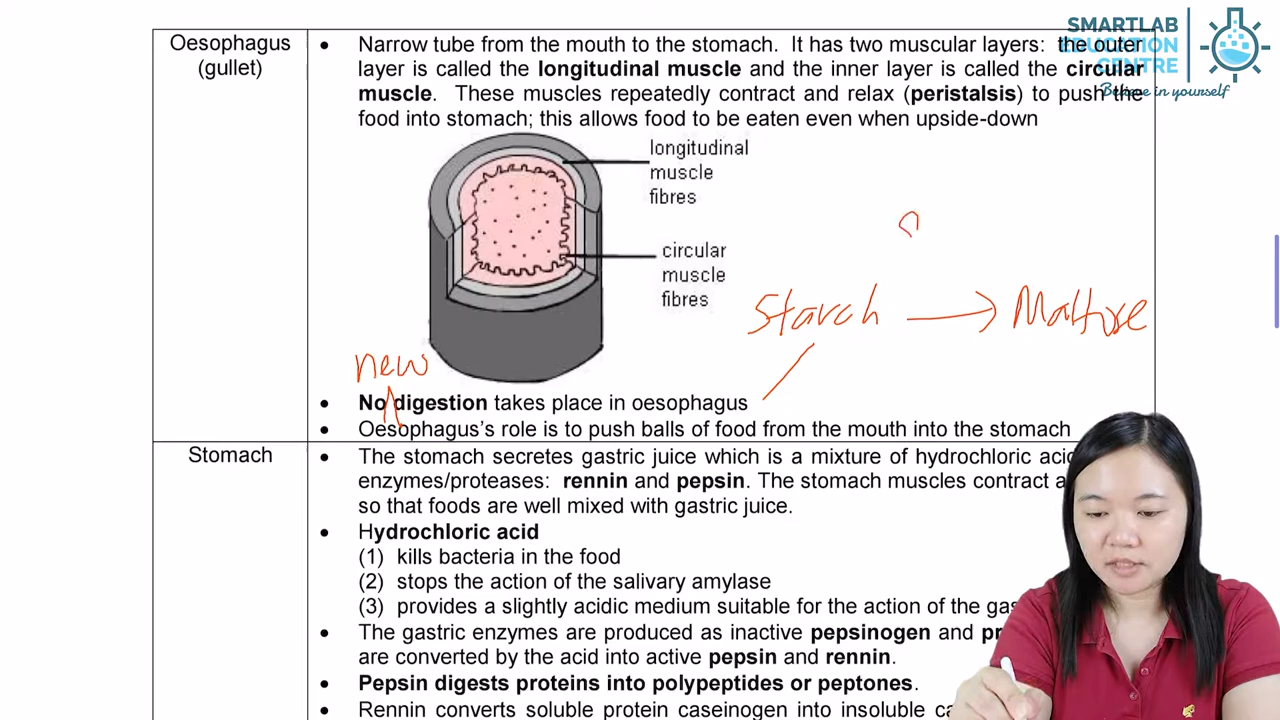 SMARTLAB
EDUCATION
CENTRE
Believe in yourself
Oesophagus
(gullet)
• Narrow tube from the mouth to the stomach. It has two muscular layers: the outer
layer is called the longitudinal muscle and the inner layer is called the circular
muscle. These muscles repeatedly contract and relax (peristalsis) to push the
food into stomach; this allows food to be eaten even when upside-down
longitudinal
muscle
fibres
circular
muscle
fibres
Starch → Maltose
new
• No digestion takes place in oesophagus
• Oesophagus's role is to push balls of food from the mouth into the stomach
Stomach
• The stomach secretes gastric juice which is a mixture of hydrochloric acid
enzymes/proteases: rennin and pepsin. The stomach muscles contract
so that foods are well mixed with gastric juice.
• Hydrochloric acid
(1) kills bacteria in the food
(2) stops the action of the salivary amylase
(3) provides a slightly acidic medium suitable for the action of the
• The gastric enzymes are produced as inactive pepsinogen and
are converted by the acid into active pepsin and rennin.
• Pepsin digests proteins into polypeptides or peptones.
• Rennin converts soluble protein caseinogen into insoluble